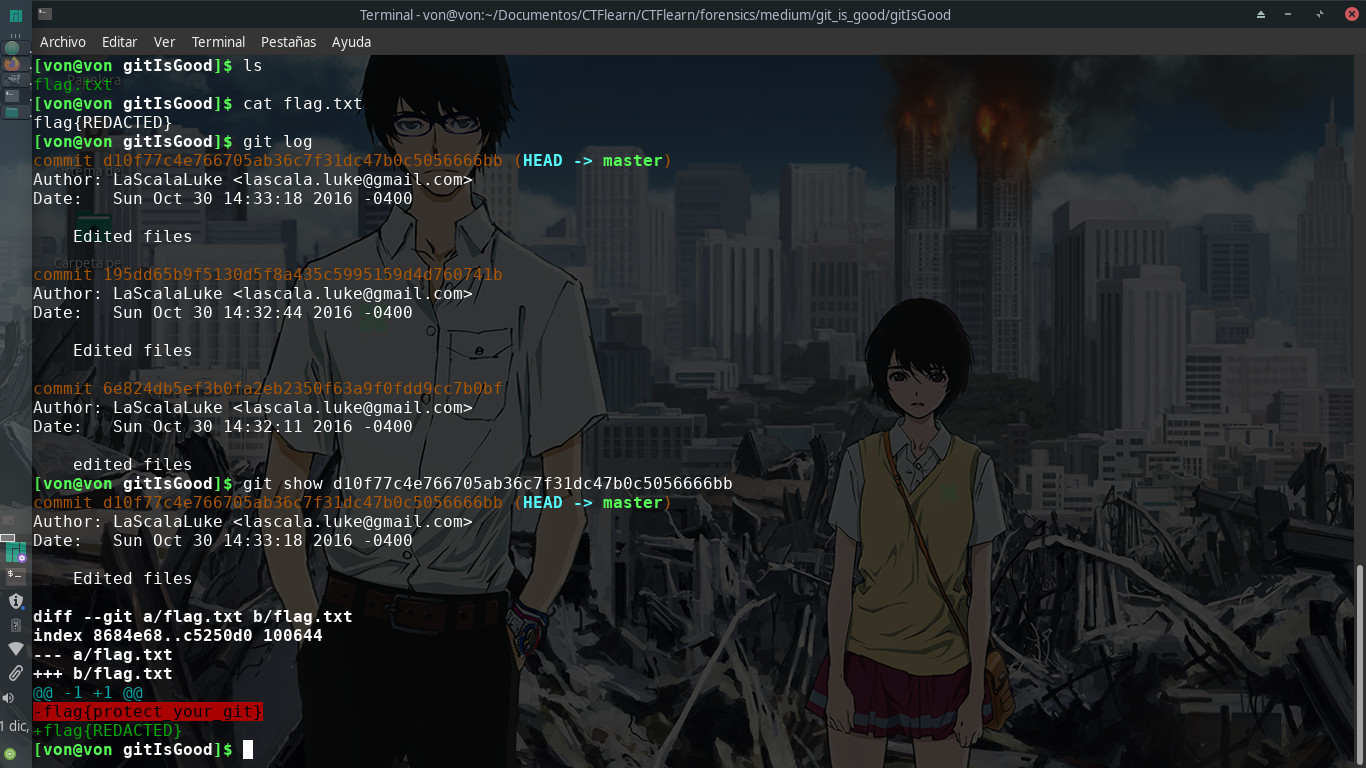 Terminal - von@von:~/Documentos/CTFlearn/CTFlearn/forensics/medium/git_is_good/gitIsGood
Archivo Editar Ver Terminal Pestañas Ayuda
[von@von gitIsGood]$ ls
flag.txt
[von@von gitIsGood]$ cat flag.txt
flag{REDACTED}
[von@von gitIsGood]$ git log
commit d10f77c4e766705ab36c7f31dc47b0c5056666bb (HEAD -> master)
Author: LaScalaLuke <lascala.luke@gmail.com>
Date:   Sun Oct 30 14:33:18 2016 -0400
    Edited files
Carpeta pe...
commit 195dd65b9f5130d5f8a435c5995159d4d760741b
Author: LaScalaLuke <lascala.luke@gmail.com>
Date:   Sun Oct 30 14:32:44 2016 -0400
    Edited files
commit 6e824db5ef3b0fa2eb2350f63a9f0fdd9cc7b0bf
Author: LaScalaLuke <lascala.luke@gmail.com>
Date:   Sun Oct 30 14:32:11 2016 -0400
    edited files
[von@von gitIsGood]$ git show d10f77c4e766705ab36c7f31dc47b0c5056666bb
commit d10f77c4e766705ab36c7f31dc47b0c5056666bb (HEAD -> master)
Author: LaScalaLuke <lascala.luke@gmail.com>
Date:   Sun Oct 30 14:33:18 2016 -0400
    Edited files
diff --git a/flag.txt b/flag.txt
index 8684e68..c5250d0 100644
--- a/flag.txt
+++ b/flag.txt
@@ -1 +1 @@
-flag{protect_your_git}
+flag{REDACTED}
1 dic,
[von@von gitIsGood]$